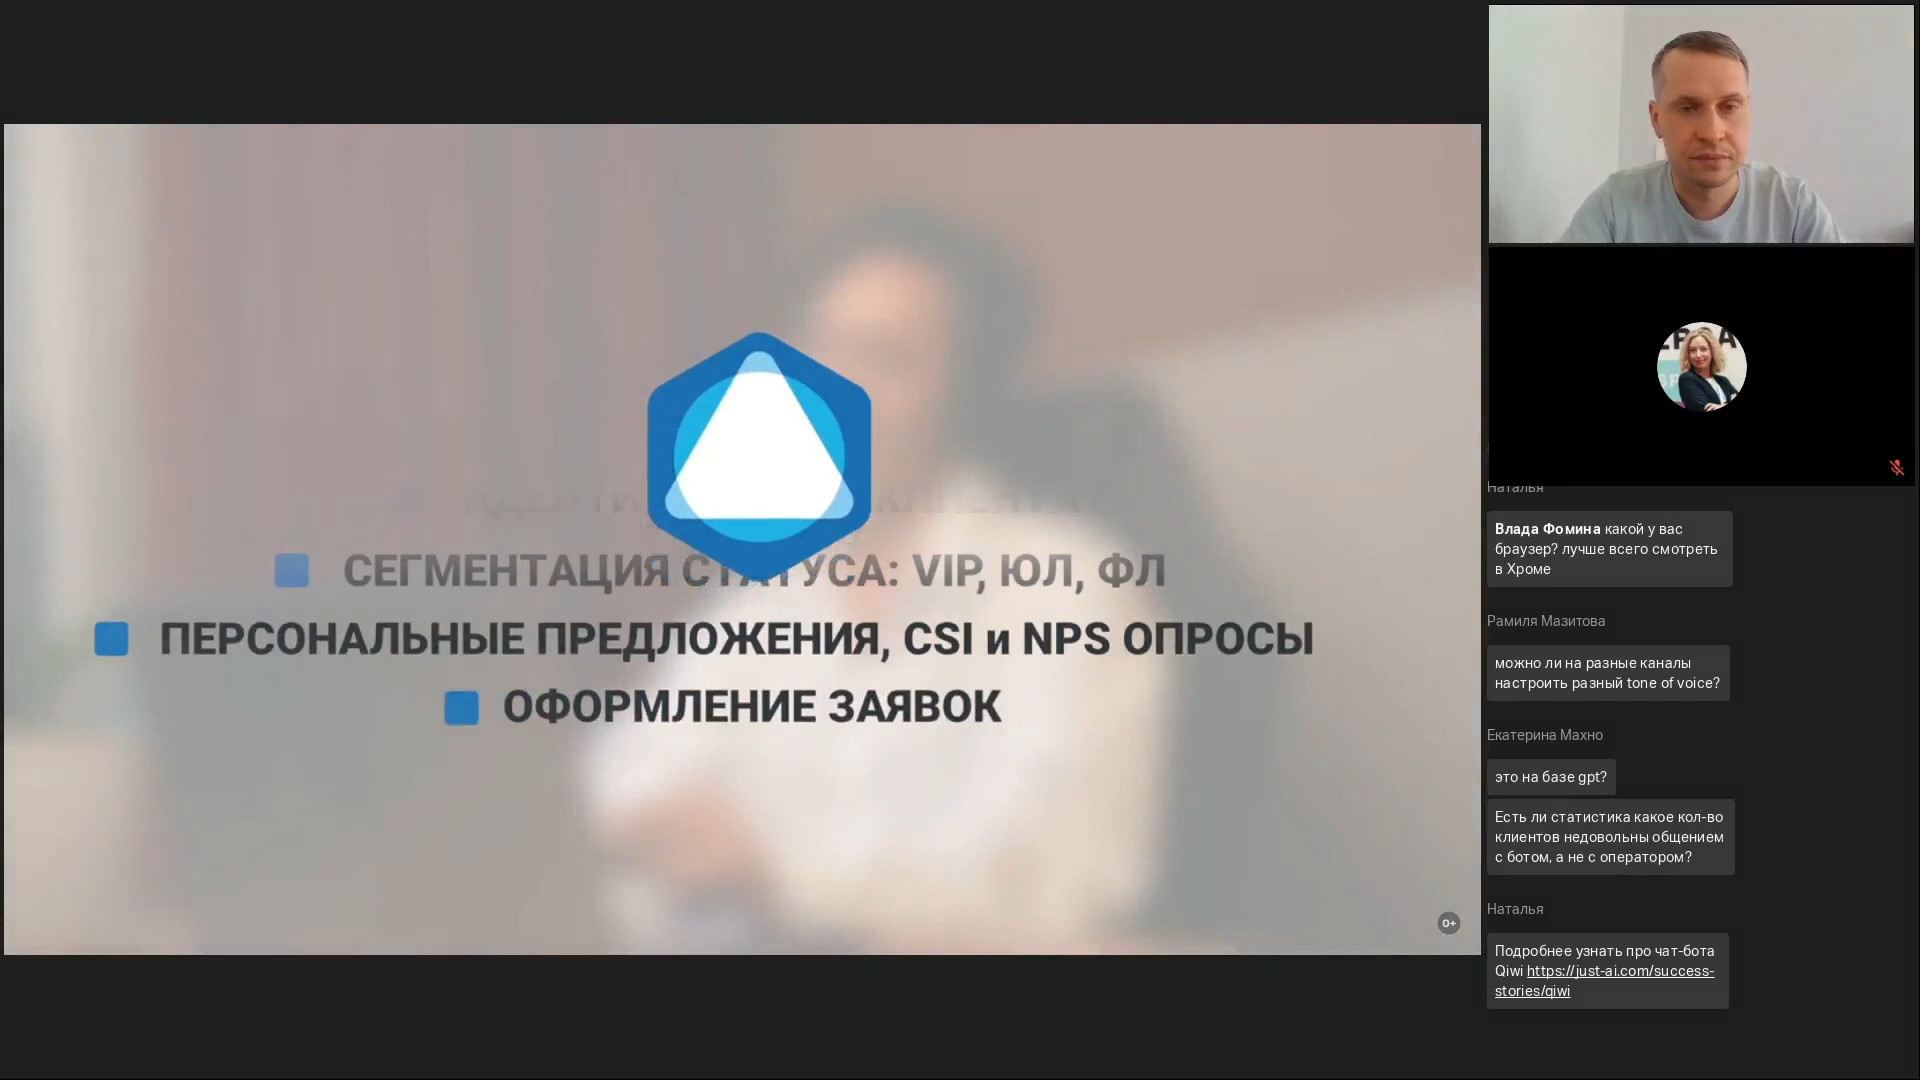 СЕГМЕНТАЦИЯ СТАТУСА: VIP, ЮЛ, ФЛ
ПЕРСОНАЛЬНЫЕ ПРЕДЛОЖЕНИЯ, CSI и NPS ОПРОСЫ
ОФОРМЛЕНИЕ ЗАЯВОК
0+
Наталья
Влада Фомина какой у вас
браузер? лучше всего смотреть
в Хроме
Рамиля Мазитова
можно ли на разные каналы
настроить разный tone of voice?
Екатерина Махно
это на базе gpt?
Есть ли статистика какое кол-во
клиентов недовольны общением
с ботом, а не с оператором?
Наталья
Подробнее узнать про чат-бота
Qiwi https://just-ai.com/success-
stories/qiwi